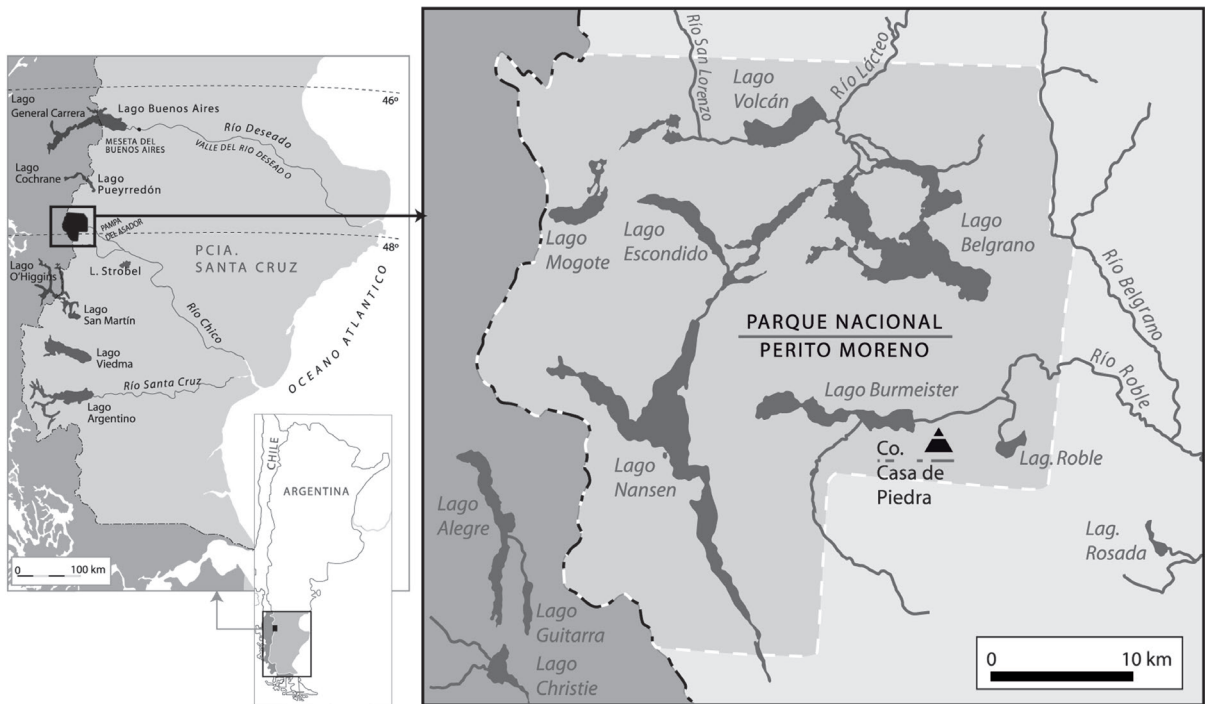 Lago
General Carrera
Lago Buenos Aires
46º
MESETA DEL
BUENOS AIRES
Río Deseado
VALLE DEL RIO DESEADO
Lago
Cochrane
Lago
Pueyrredón
PAMPA
DEL ASADOR
48º
PCIA.
SANTA CRUZ
Lago
O'Higgins
L. Strobel
Lago
San Martín
Río Chico
Lago
Viedma
Río Santa Cruz
Lago
Argentino
OCEANO ATLANTICO
CHILE
ARGENTINA
0 100 km
Río San Lorenzo
Río Lácteo
Lago
Volcán
Lago
Mogote
Lago
Escondido
Lago
Belgrano
Río Belgrano
PARQUE NACIONAL
PERITO MORENO
Río Roble
Lago Burmeister
Co.
Casa de
Piedra
Lag. Roble
Lago
Nansen
Lago
Alegre
Lag.
Rosada
Lago
Guitarra
Lago
Christie
0 10 km